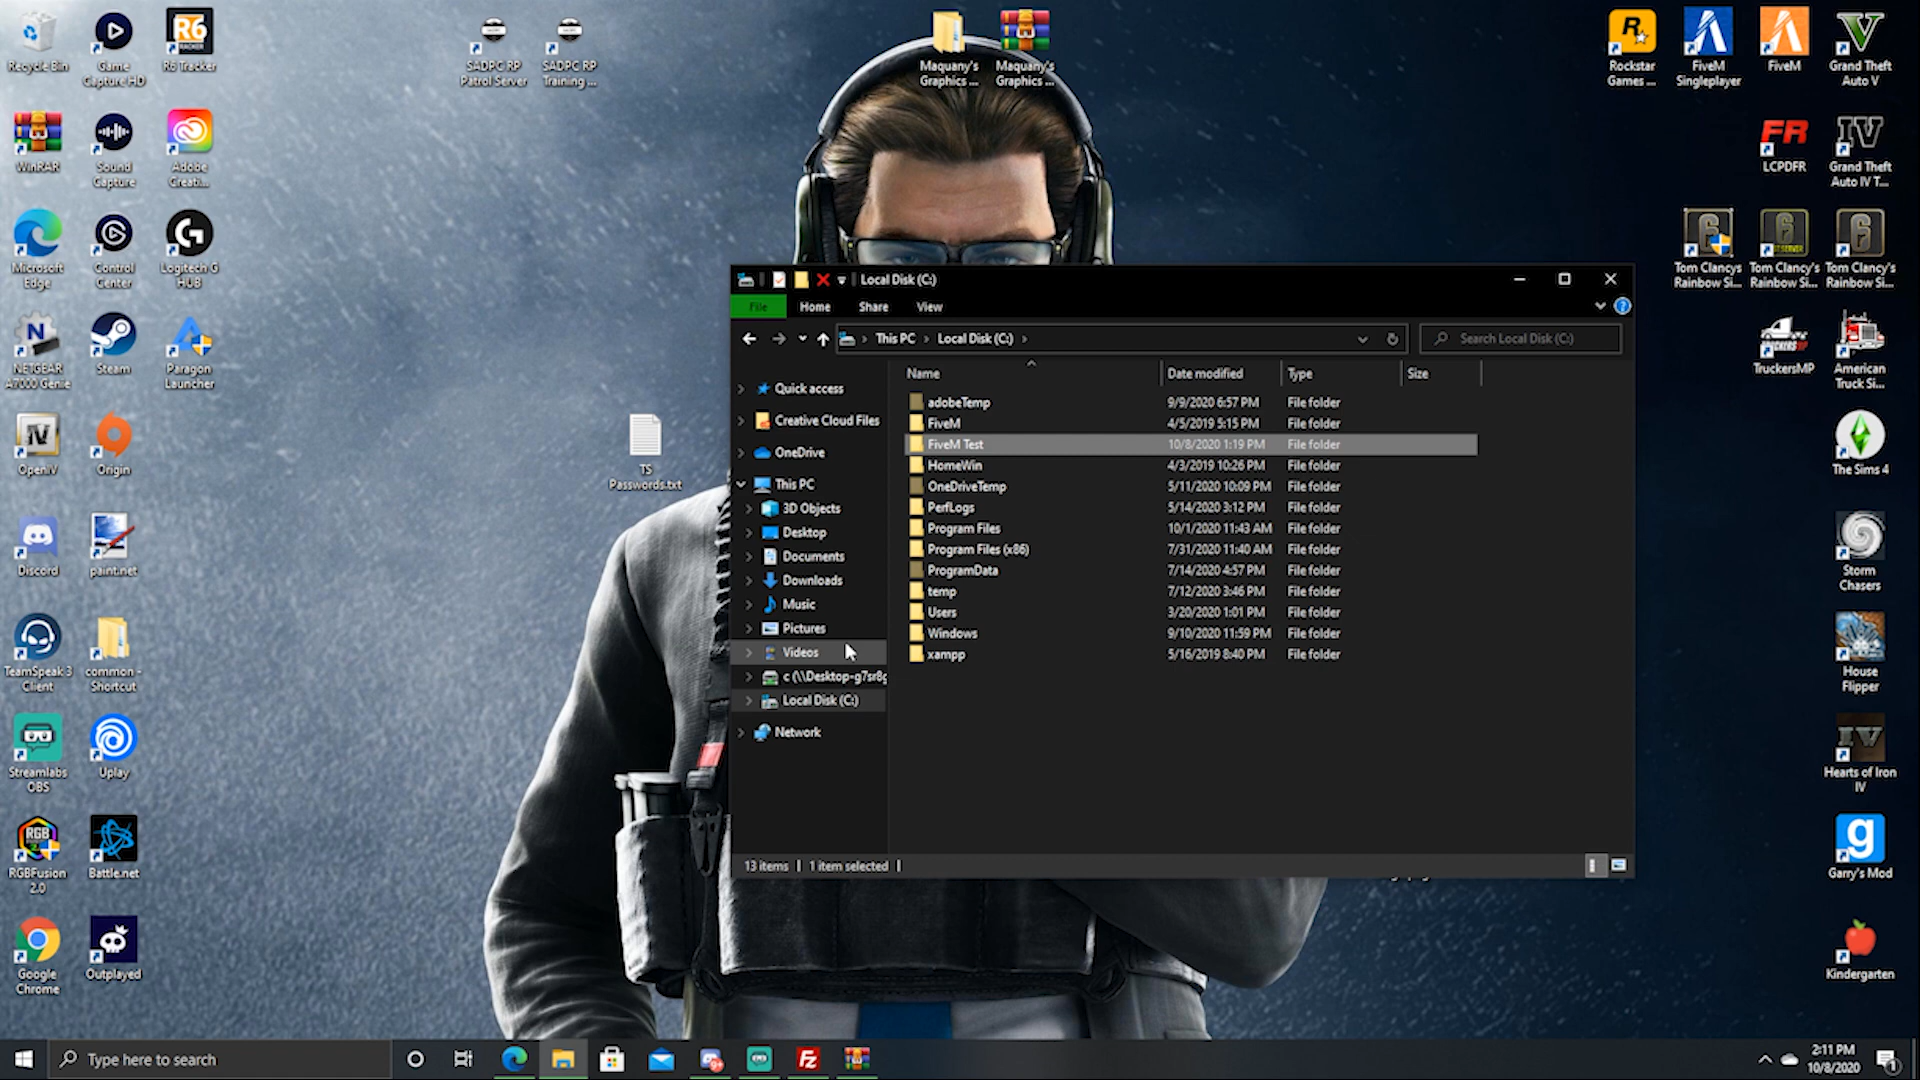 Recycle Bin
Game
Capture HD
R6
TRACKER
R6 Tracker
SADPC RP
Patrol Server
SADPC RP
Training ...
Maquany's
Graphics ...
Maquany's
Graphics ...
Rockstar
Games ...
FiveM
Singleplayer
FiveM
Grand Theft
Auto V
WinRAR
Sound
Capture
Adobe
Creati...
FR
LCPDFR
IV
Grand Theft
Auto IV T...
Microsoft
Edge
Control
Center
Logitech G
HUB
Tom Clancys
Rainbow Si...
Tom Clancy's
Rainbow Si...
Tom Clancy's
Rainbow Si...
NETGEAR
A7000 Genie
Steam
Paragon
Launcher
TruckersMP
American
Truck Si...
IV
OpenIV
Origin
TS
Passwords.txt
The Sims 4
Discord
paint.net
Storm
Chasers
TeamSpeak 3
Client
common -
Shortcut
House
Flipper
Streamlabs
OBS
Uplay
IV
Hearts of Iron
IV
RGB
RGBFusion
2.0
Battle.net
g
Garry's Mod
Google
Chrome
Outplayed
Kindergarten
Local Disk (C:)
File Home Share View
This PC > Local Disk (C:) >
Search Local Disk (C:)
Name Date modified Type Size
Quick access
Creative Cloud Files
OneDrive
This PC
3D Objects
Desktop
Documents
Downloads
Music
Pictures
Videos
c (\\Desktop-g7sr8g
Local Disk (C:)
Network
adobeTemp 9/9/2020 6:57 PM File folder
FiveM 4/5/2019 5:15 PM File folder
FiveM Test 10/8/2020 1:19 PM File folder
HomeWin 4/3/2019 10:26 PM File folder
OneDriveTemp 5/11/2020 10:09 PM File folder
PerfLogs 5/14/2020 3:12 PM File folder
Program Files 10/1/2020 11:43 AM File folder
Program Files (x86) 7/31/2020 11:40 AM File folder
ProgramData 7/14/2020 4:57 PM File folder
temp 7/12/2020 3:46 PM File folder
Users 3/20/2020 1:01 PM File folder
Windows 9/10/2020 11:59 PM File folder
xampp 5/16/2019 8:40 PM File folder
13 items | 1 item selected |
Type here to search
2:11 PM
10/8/2020